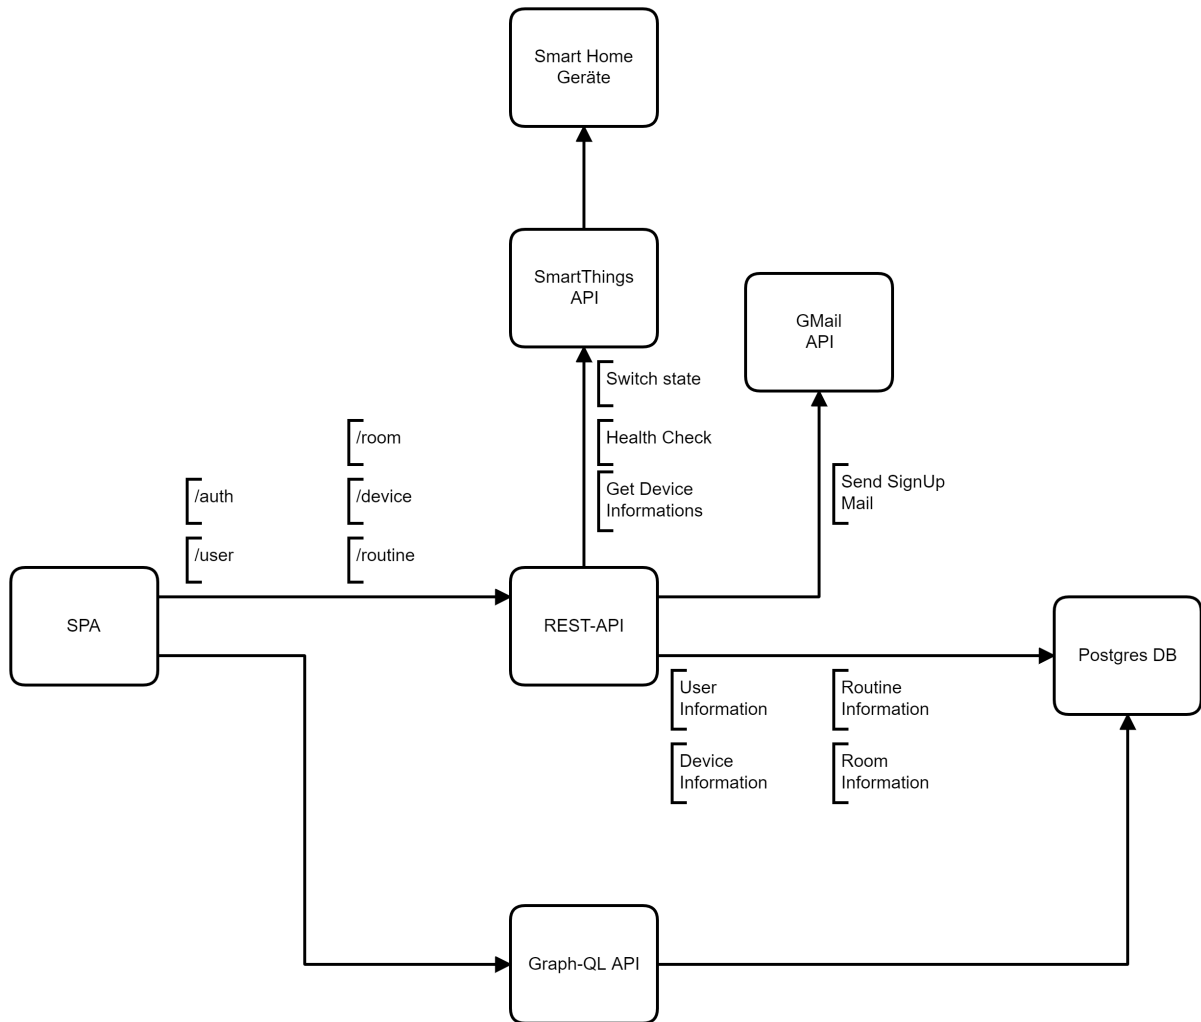 Smart Home
Geräte
SmartThings
API
GMail
API
Switch state
/room
Health Check
/auth
/device
Get Device
Informations
Send SignUp
Mail
/user
/routine
SPA
REST-API
Postgres DB
User
Information
Routine
Information
Device
Information
Room
Information
Graph-QL API